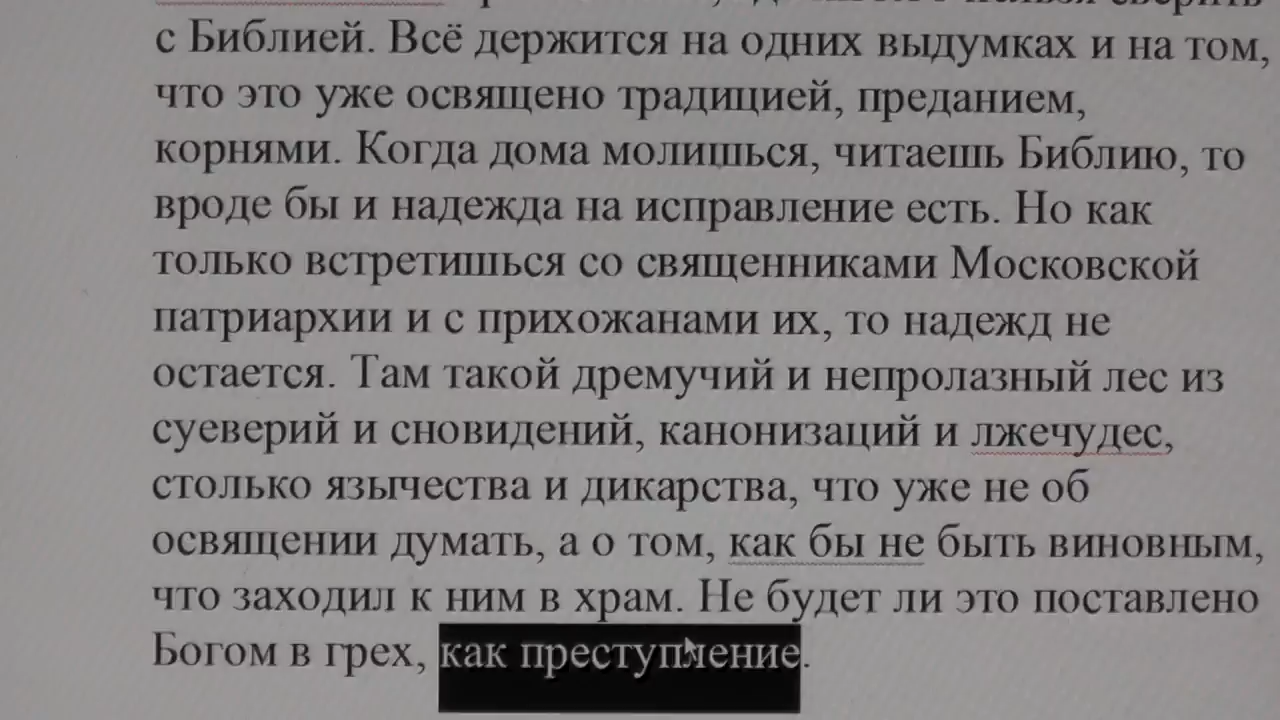 с Библией. Всё держится на одних выдумках и на том,
что это уже освящено традицией, преданием,
корнями. Когда дома молишься, читаешь Библию, то
вроде бы и надежда на исправление есть. Но как
только встретишься со священниками Московской
патриархии и с прихожанами их, то надежд не
остается. Там такой дремучий и непролазный лес из
суеверий и сновидений, канонизаций и лжечудес,
столько язычества и дикарства, что уже не об
освящении думать, а о том, как бы не быть виновным,
что заходил к ним в храм. Не будет ли это поставлено
Богом в грех, как преступление.